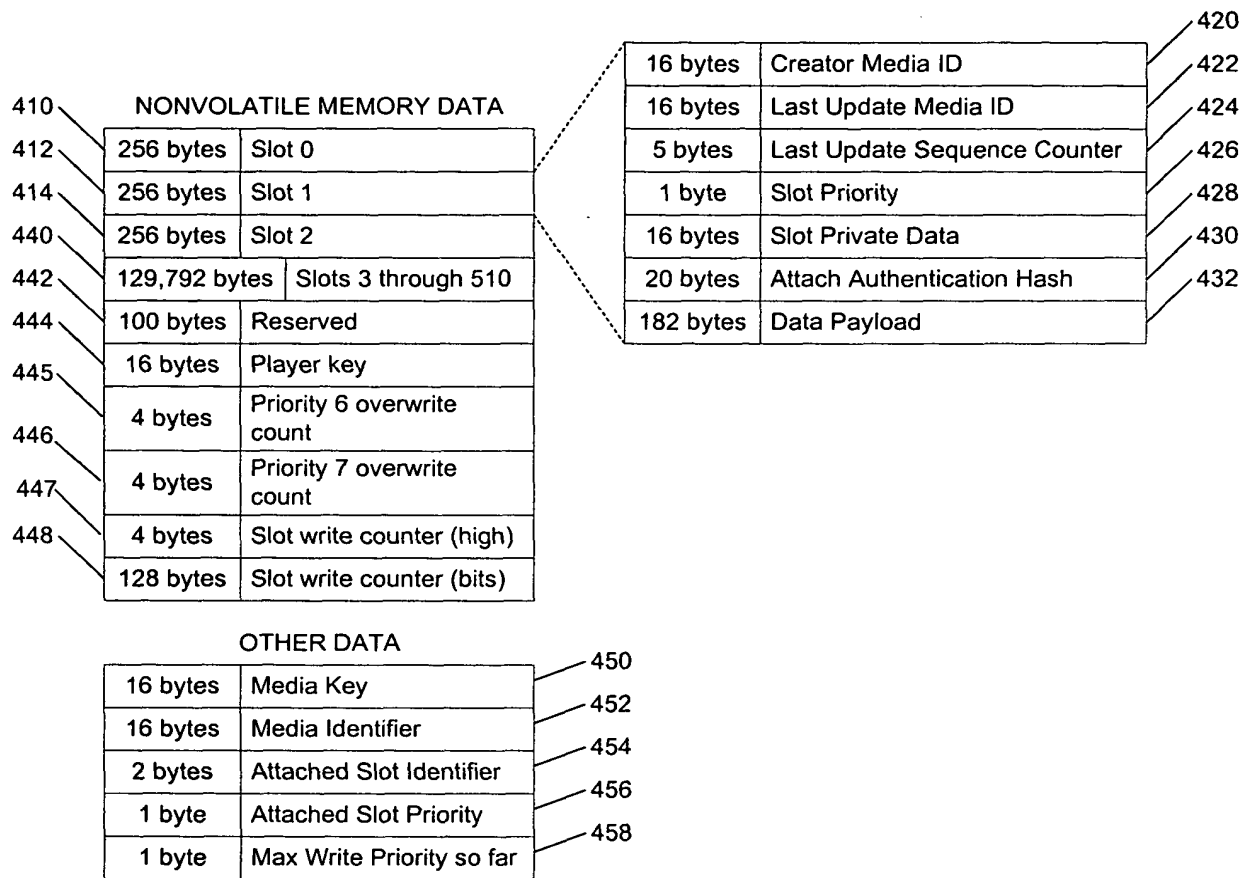 NONVOLATILE MEMORY DATA
410 256 bytes Slot 0
412 256 bytes Slot 1
414 256 bytes Slot 2
440 129,792 bytes Slots 3 through 510
442 100 bytes Reserved
444 16 bytes Player key
445 4 bytes Priority 6 overwrite
count
446 4 bytes Priority 7 overwrite
count
447 4 bytes Slot write counter (high)
448 128 bytes Slot write counter (bits)
16 bytes Creator Media ID 420
16 bytes Last Update Media ID 422
5 bytes Last Update Sequence Counter 424
1 byte Slot Priority 426
16 bytes Slot Private Data 428
20 bytes Attach Authentication Hash 430
182 bytes Data Payload 432
OTHER DATA
16 bytes Media Key 450
16 bytes Media Identifier 452
2 bytes Attached Slot Identifier 454
1 byte Attached Slot Priority 456
1 byte Max Write Priority so far 458